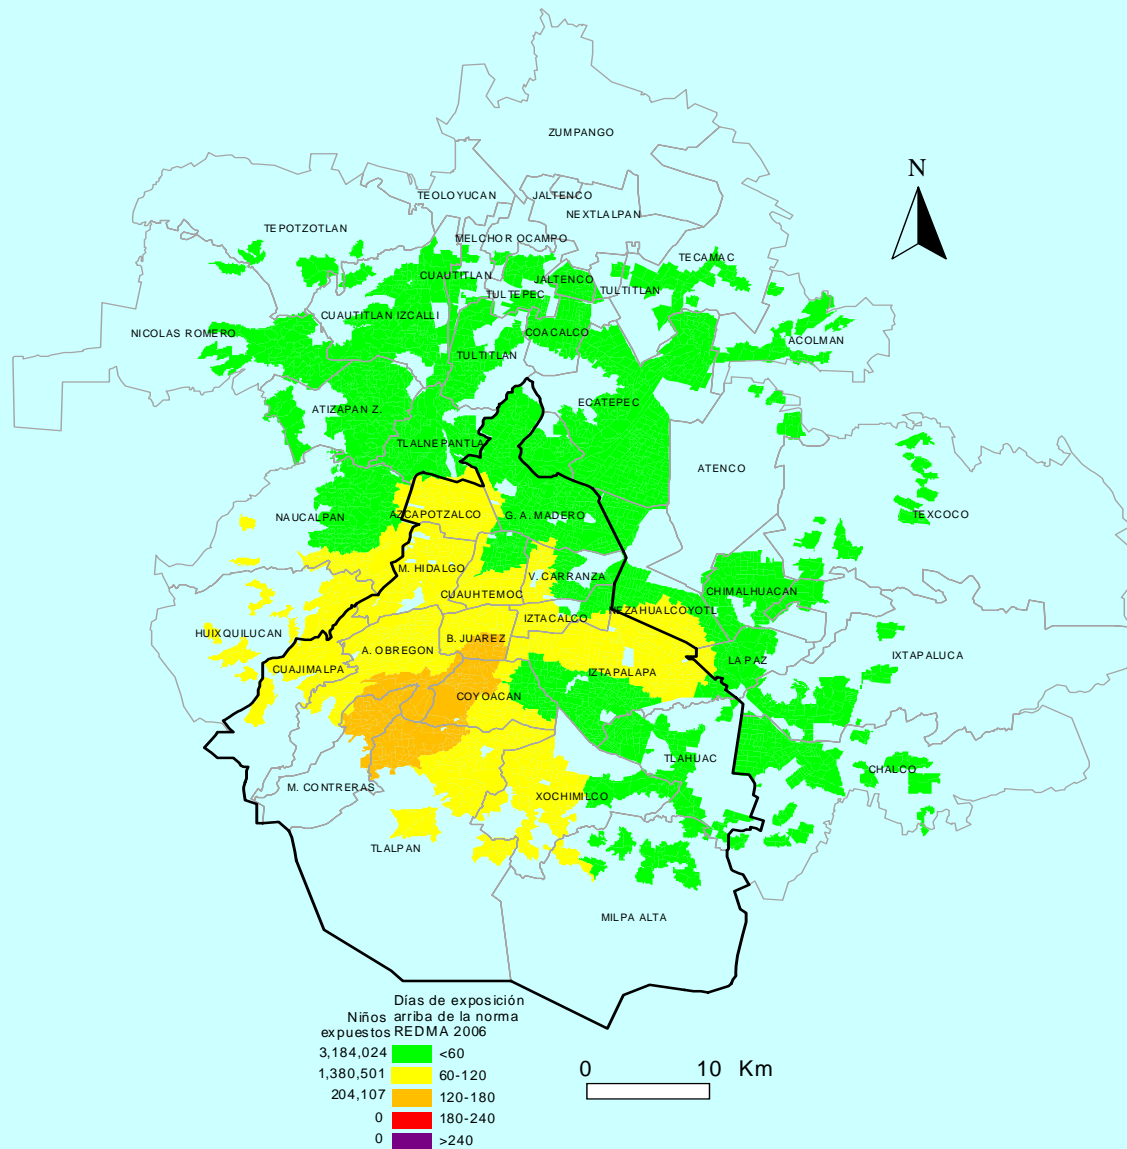 ZUMPANGO
N
TEOLOYUCAN
JALTENCO
NEXTLALPAN
TEPOTZOTLAN
MELCHOR OCAMPO
TECAMAC
CUAUTITLAN
JALTENCO
TULTEPEC
TULTITLAN
CUAUTITLAN IZCALLI
NICOLAS ROMERO
COACALCO
ACOLMAN
TULTITLAN
ECATEPEC
ATIZAPAN Z.
TLALNEPANTLA
ATENCO
NAUCALPAN
AZCAPOTZALCO
G. A. MADERO
TEXCOCO
M. HIDALGO
V. CARRANZA
CUAUHTEMOC
CHIMALHUACAN
NEZAHUALCOYOTL
IZTACALCO
HUIXQUILUCAN
B. JUAREZ
A. OBREGON
CUAJIMALPA
IZTAPALAPA
LA PAZ
IXTAPALUCA
COYOACAN
TLAHUAC
CHALCO
M. CONTRERAS
XOCHIMILCO
TLALPAN
MILPA ALTA
Niños
expuestos
Días de exposición
arriba de la norma
REDMA 2006
3,184,024 <60
1,380,501 60-120
204,107 120-180
0 180-240
0 >240
0 10 Km